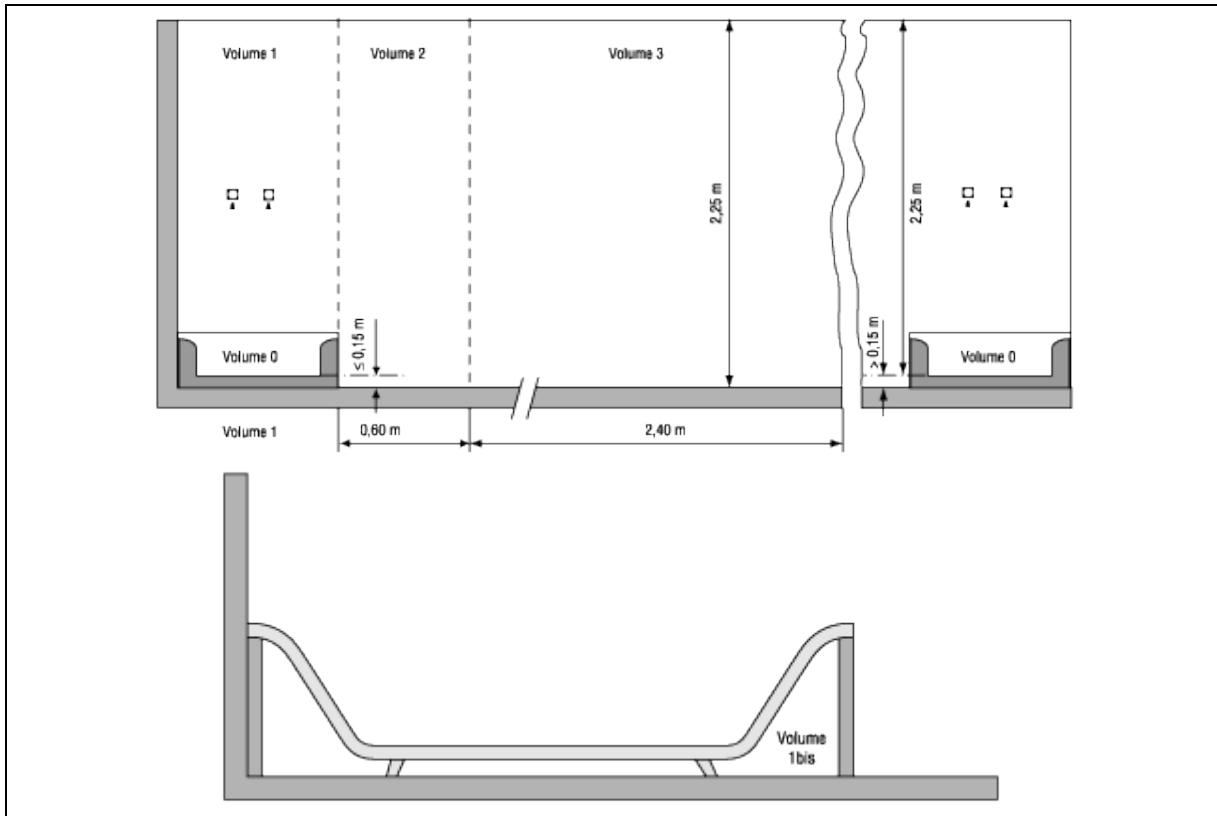 Volume 1
Volume 2
Volume 3
2,25 m
2,25 m
Volume 0
≤ 0,15 m
> 0,15 m
Volume 0
Volume 1
0,60 m
2,40 m
Volume
1bis